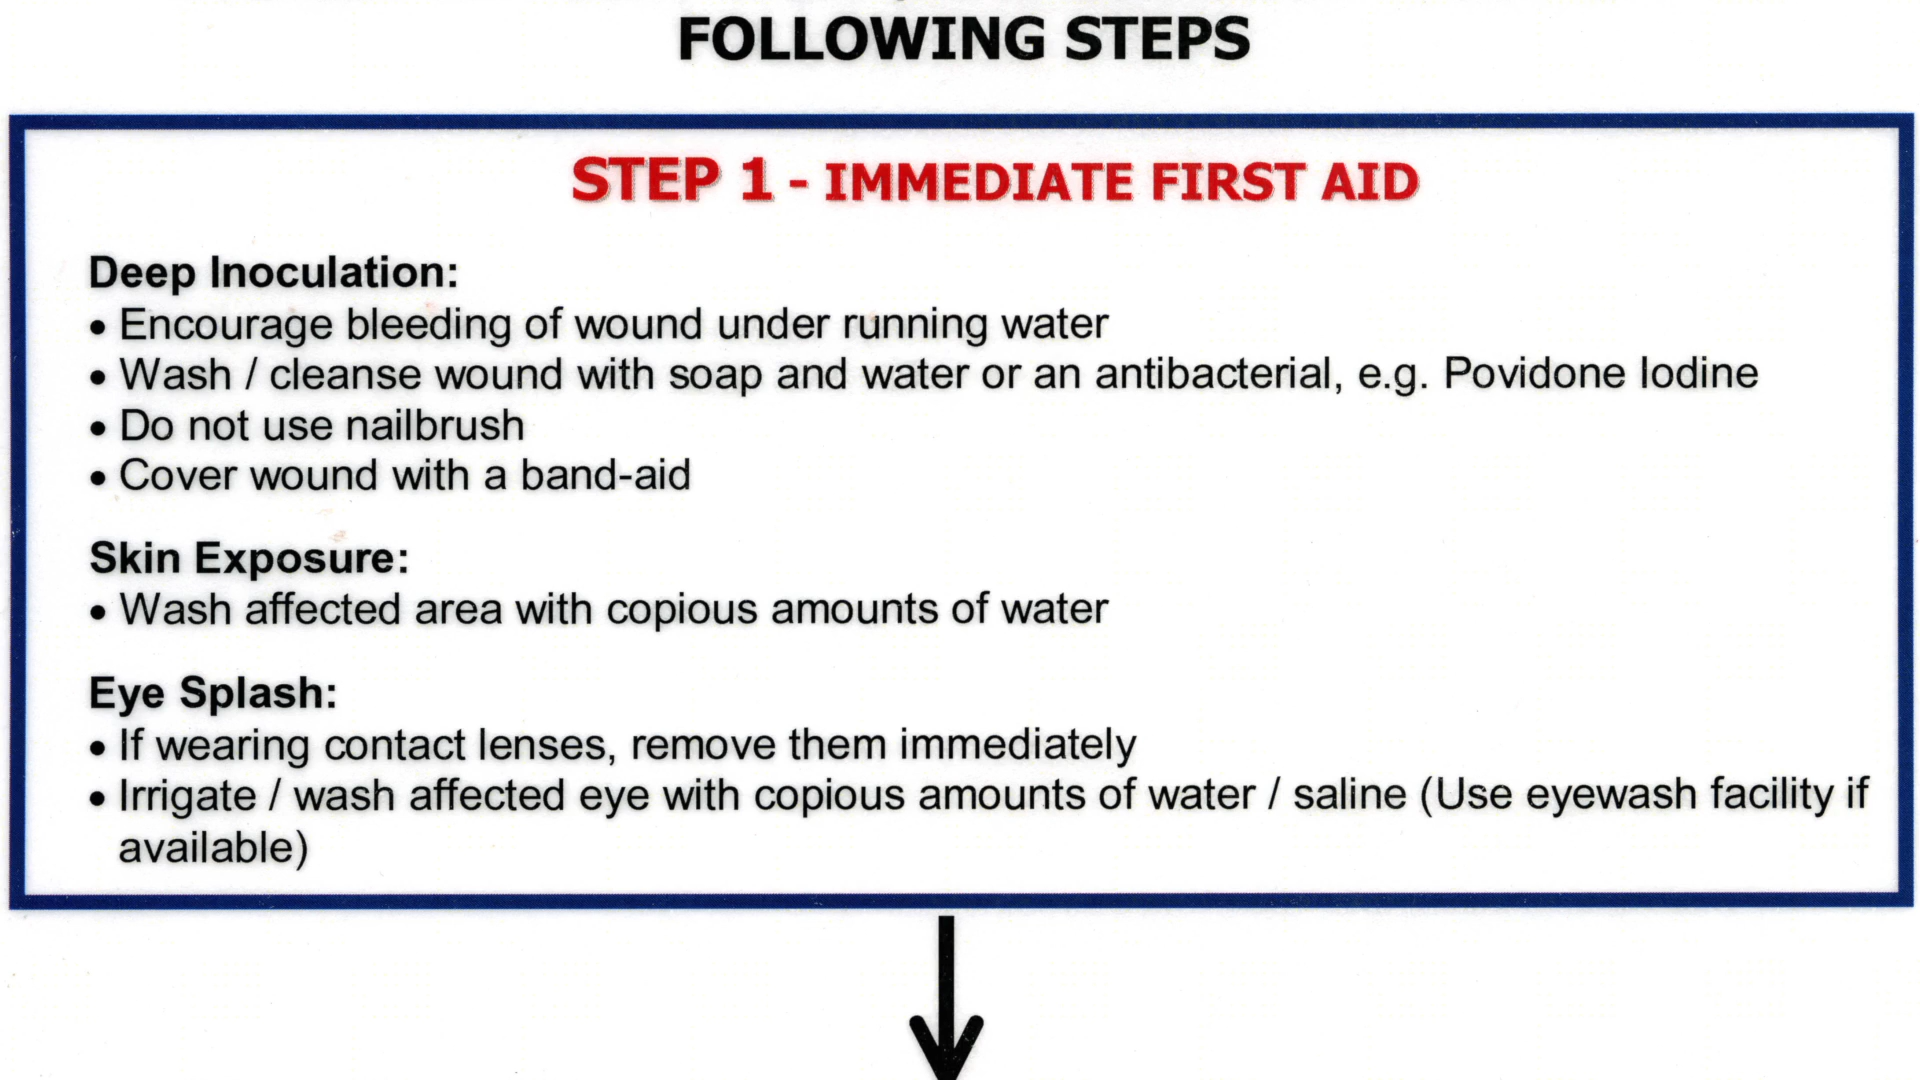 FOLLOWING STEPS
STEP 1 - IMMEDIATE FIRST AID
Deep Inoculation:
• Encourage bleeding of wound under running water
• Wash / cleanse wound with soap and water or an antibacterial, e.g. Povidone Iodine
• Do not use nailbrush
• Cover wound with a band-aid
Skin Exposure:
• Wash affected area with copious amounts of water
Eye Splash:
• If wearing contact lenses, remove them immediately
• Irrigate / wash affected eye with copious amounts of water / saline (Use eyewash facility if
available)